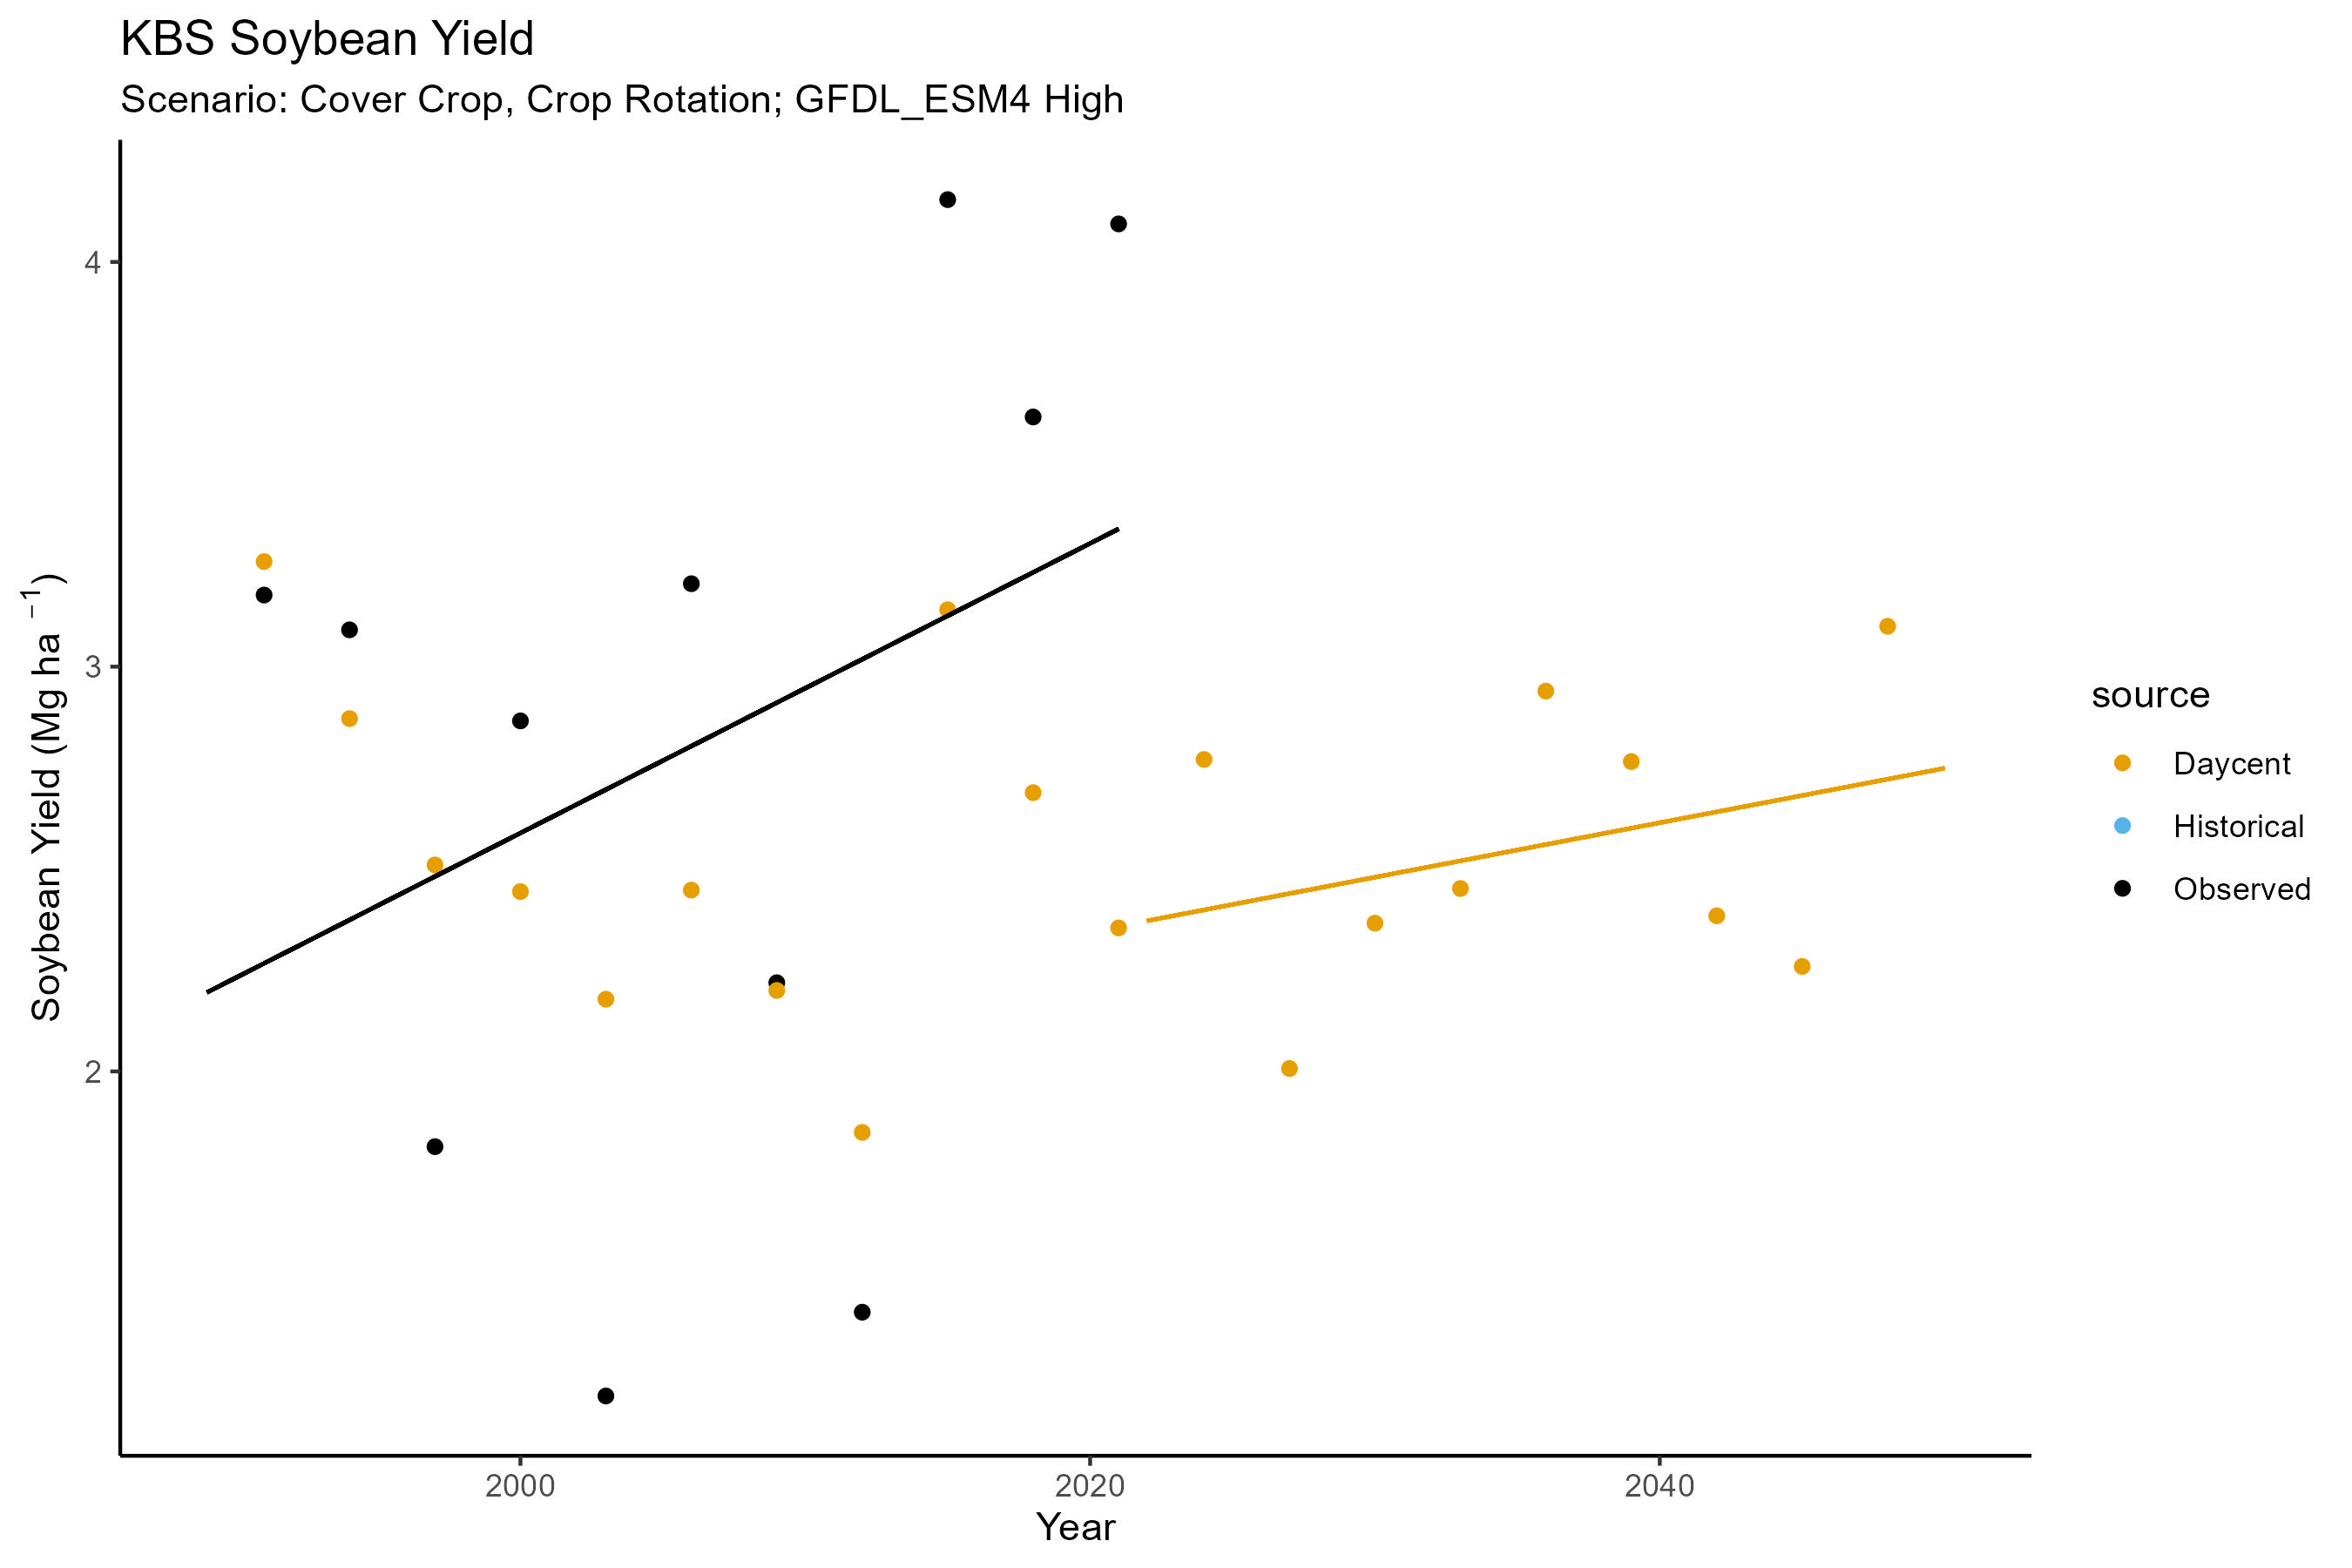 KBS Soybean Yield
Scenario: Cover Crop, Crop Rotation; GFDL_ESM4 High
Soybean Yield (Mg ha ⁻¹)
4
3
2
2000
2020
2040
Year
source
Daycent
Historical
Observed